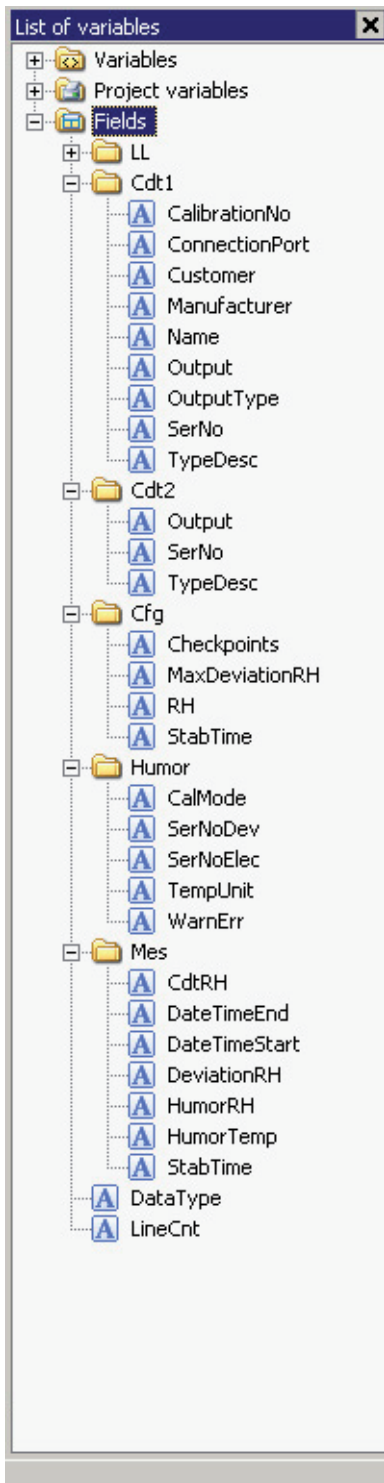 List of variables
Variables
Project variables
Fields
LL
Cdt1
CalibrationNo
ConnectionPort
Customer
Manufacturer
Name
Output
OutputType
SerNo
TypeDesc
Cdt2
Output
SerNo
TypeDesc
Cfg
Checkpoints
MaxDeviationRH
RH
StabTime
Humor
CalMode
SerNoDev
SerNoElec
TempUnit
WarnErr
Mes
CdtRH
DateTimeEnd
DateTimeStart
DeviationRH
HumorRH
HumorTemp
StabTime
DataType
LineCnt